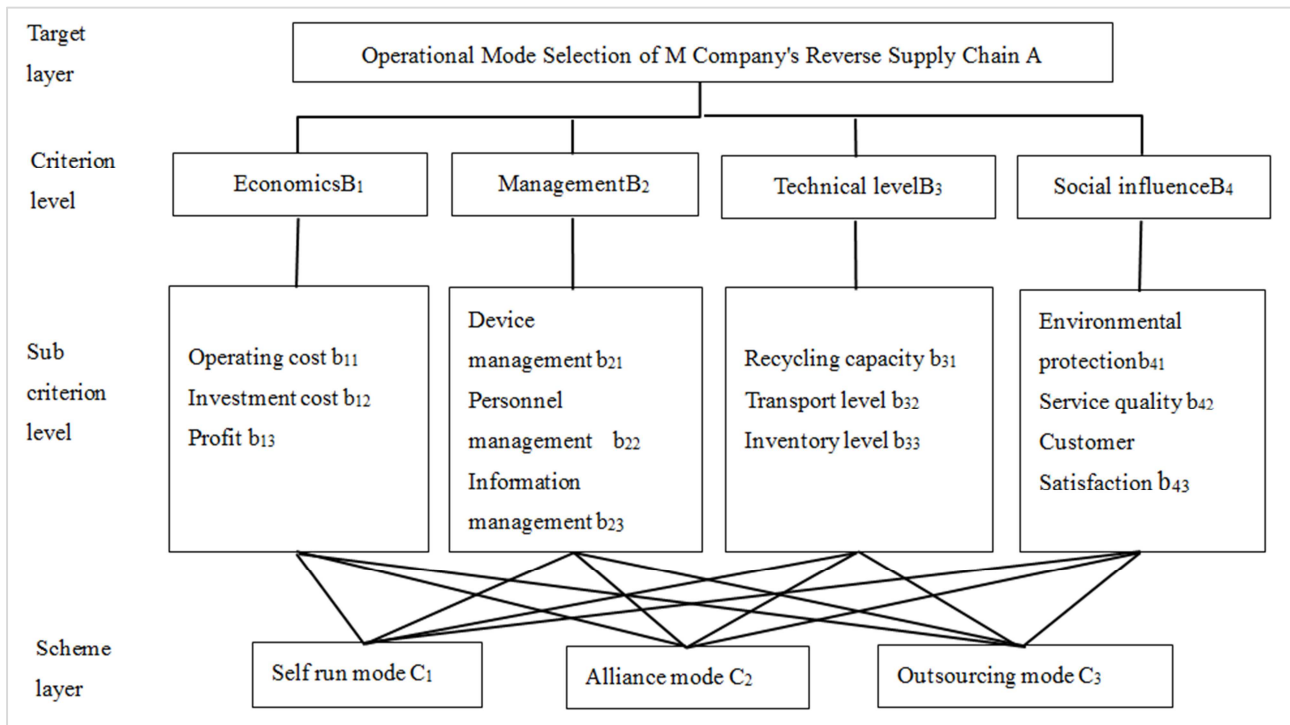 Target
layer
Operational Mode Selection of M Company's Reverse Supply Chain A
Criterion
level
EconomicsB₁
ManagementB₂
Technical levelB₃
Social influenceB₄
Sub
criterion
level
Operating cost b₁₁
Investment cost b₁₂
Profit b₁₃
Device
management b₂₁
Personnel
management b₂₂
Information
management b₂₃
Recycling capacity b₃₁
Transport level b₃₂
Inventory level b₃₃
Environmental
protectionb₄₁
Service quality b₄₂
Customer
Satisfaction b₄₃
Scheme
layer
Self run mode C₁
Alliance mode C₂
Outsourcing mode C₃